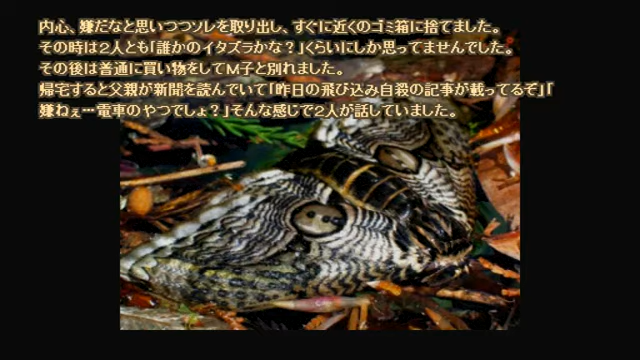 内心、嫌だなと思いつつソレを取り出し、すぐに近くのゴミ箱に捨てました。
その時は２人とも「誰かのイタズラかな？」くらいにしか思ってませんでした。
その後は普通に買い物をしてＭ子と別れました。
帰宅すると父親が新聞を読んでいて「昨日の飛び込み自殺の記事が載ってるぞ」「
嫌ねぇ…電車のやつでしょ？」そんな感じで２人が話していました。